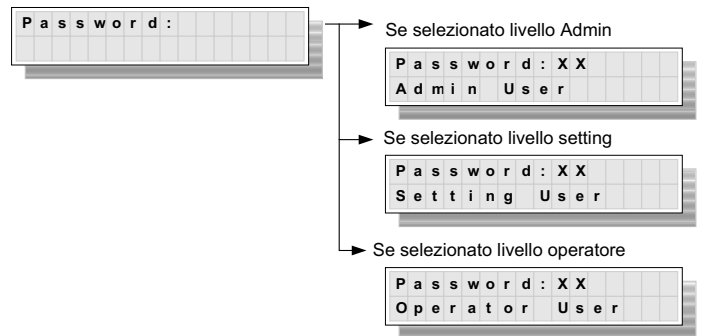 Password:
Se selezionato livello Admin
Password:XX
Admin User
Se selezionato livello setting
Password:XX
Setting User
Se selezionato livello operatore
Password:XX
Operator User